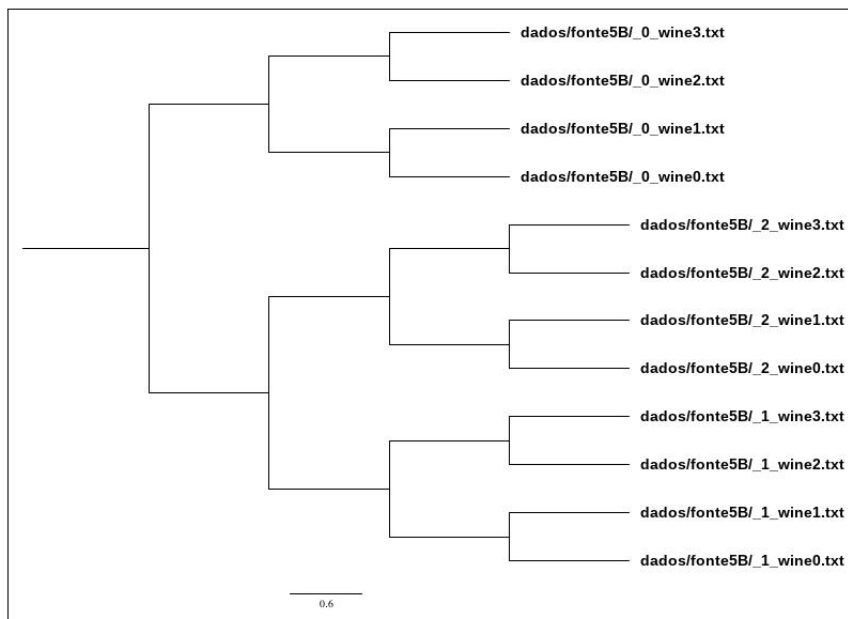 dados/fonte5B/_0_wine3.txt
dados/fonte5B/_0_wine2.txt
dados/fonte5B/_0_wine1.txt
dados/fonte5B/_0_wine0.txt
dados/fonte5B/_2_wine3.txt
dados/fonte5B/_2_wine2.txt
dados/fonte5B/_2_wine1.txt
dados/fonte5B/_2_wine0.txt
dados/fonte5B/_1_wine3.txt
dados/fonte5B/_1_wine2.txt
dados/fonte5B/_1_wine1.txt
dados/fonte5B/_1_wine0.txt
0.6